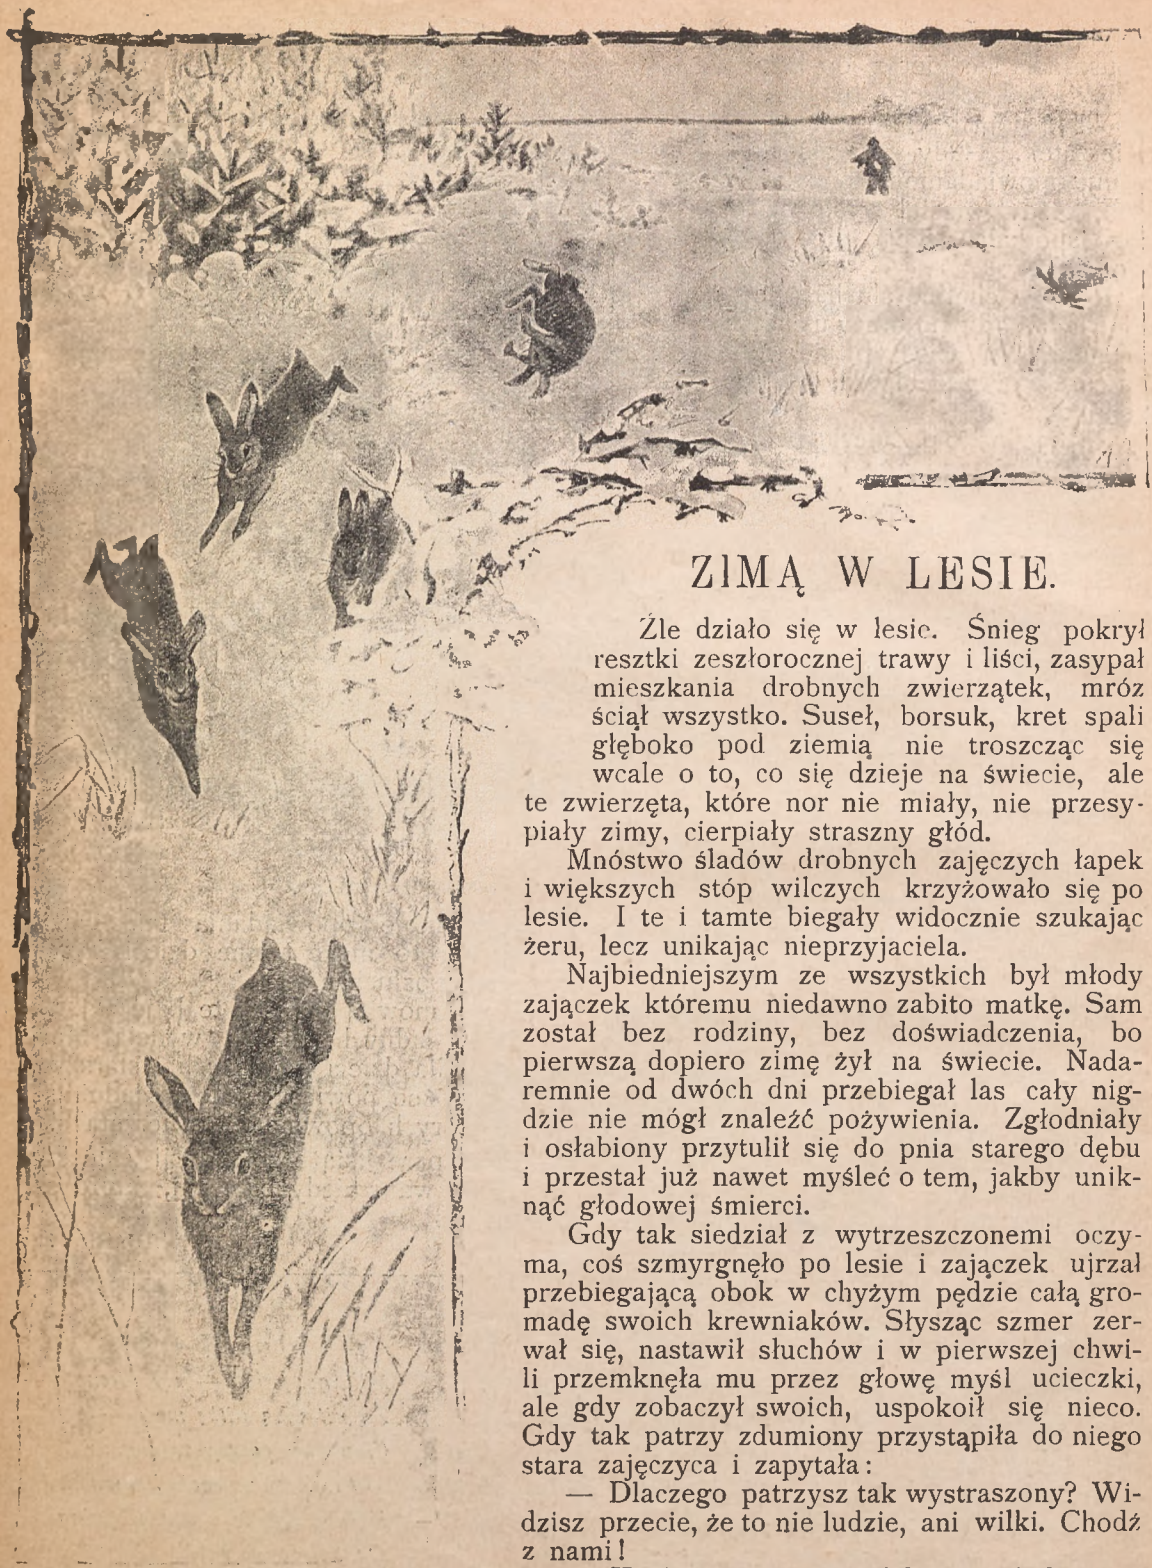 ZIMĄ W LESIE.
Źle działo się w lesie. Śnieg pokrył
resztki zeszłorocznej trawy i liści, zasypał
mieszkania drobnych zwierzątek, mróz
ściął wszystko. Suseł, borsuk, kret spali
głęboko pod ziemią nie troszcząc się
wcale o to, co się dzieje na świecie, ale
te zwierzęta, które nor nie miały, nie przesy-
piały zimy, cierpiały straszny głód.
Mnóstwo śladów drobnych zajęczych łapek
i większych stóp wilczych krzyżowało się po
lesie. I te i tamte biegały widocznie szukając
żeru, lecz unikając nieprzyjaciela.
Najbiedniejszym ze wszystkich był młody
zajączek któremu niedawno zabito matkę. Sam
został bez rodziny, bez doświadczenia, bo
pierwszą dopiero zimę żył na świecie. Nada-
remnie od dwóch dni przebiegał las cały nig-
dzie nie mógł znaleźć pożywienia. Zgłodniały
i osłabiony przytulił się do pnia starego dębu
i przestał już nawet myśleć o tem, jakby unik-
nąć głodowej śmierci.
Gdy tak siedział z wytrzeszczonemi oczy-
ma, coś szmyrgnęło po lesie i zajączek ujrzał
przebiegającą obok w chyżym pędzie całą gro-
madę swoich krewniaków. Słysząc szmer zer-
wał się, nastawił słuchów i w pierwszej chwi-
li przemknęła mu przez głowę myśl ucieczki,
ale gdy zobaczył swoich, uspokoił się nieco.
Gdy tak patrzy zdumiony przystąpiła do niego
stara zajęczyca i zapytała:
— Dlaczego patrzysz tak wystraszony? Wi-
dzisz przecie, że to nie ludzie, ani wilki. Chodź
z nami!